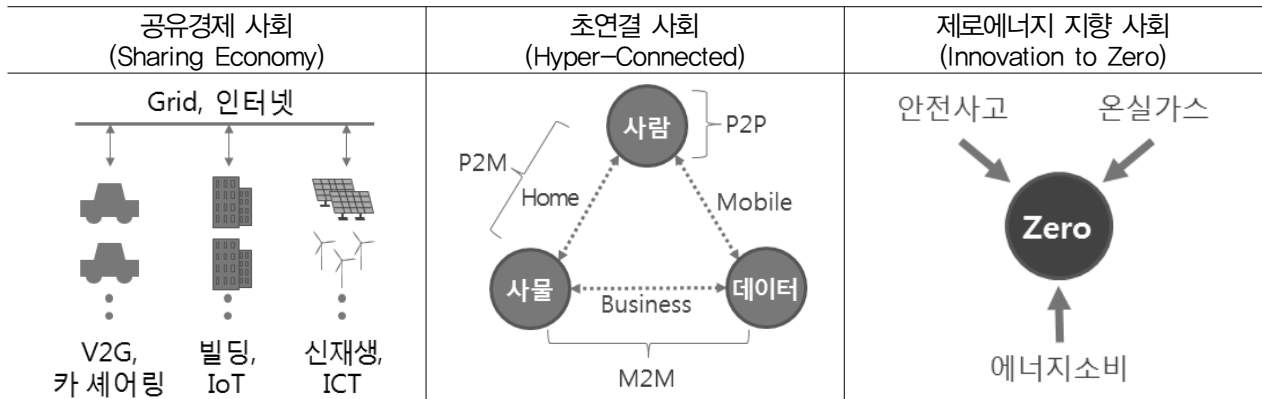 공유경제 사회
(Sharing Economy)
초연결 사회
(Hyper-Connected)
제로에너지 지향 사회
(Innovation to Zero)
Grid, 인터넷
V2G,
카 셰어링
빌딩,
IoT
신재생,
ICT
사람
P2P
P2M
Home
Mobile
사물
Business
데이터
M2M
안전사고
온실가스
Zero
에너지소비